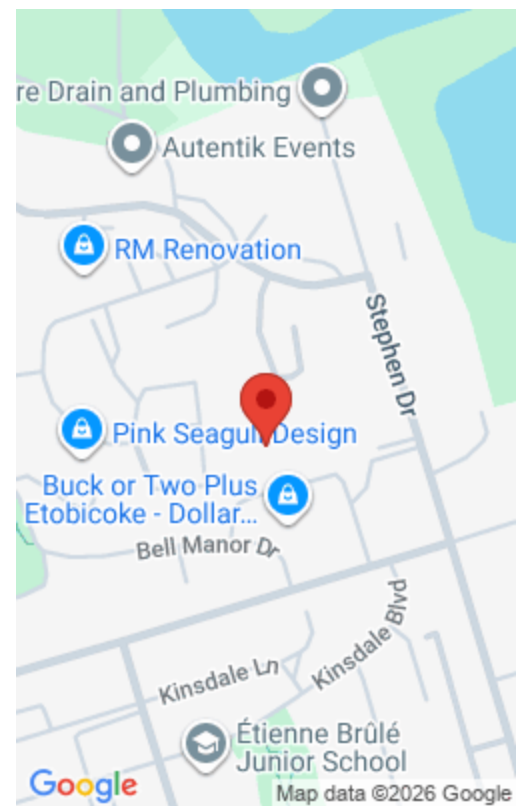 re Drain and Plumbing
Autentik Events
RM Renovation
Stephen Dr
Pink Seagull Design
Buck or Two Plus
Etobicoke - Dollar...
Bell Manor Dr
Kinsdale Blvd
Kinsdale Ln
Étienne Brûlé
Junior School
Google
Map data ©2026 Google